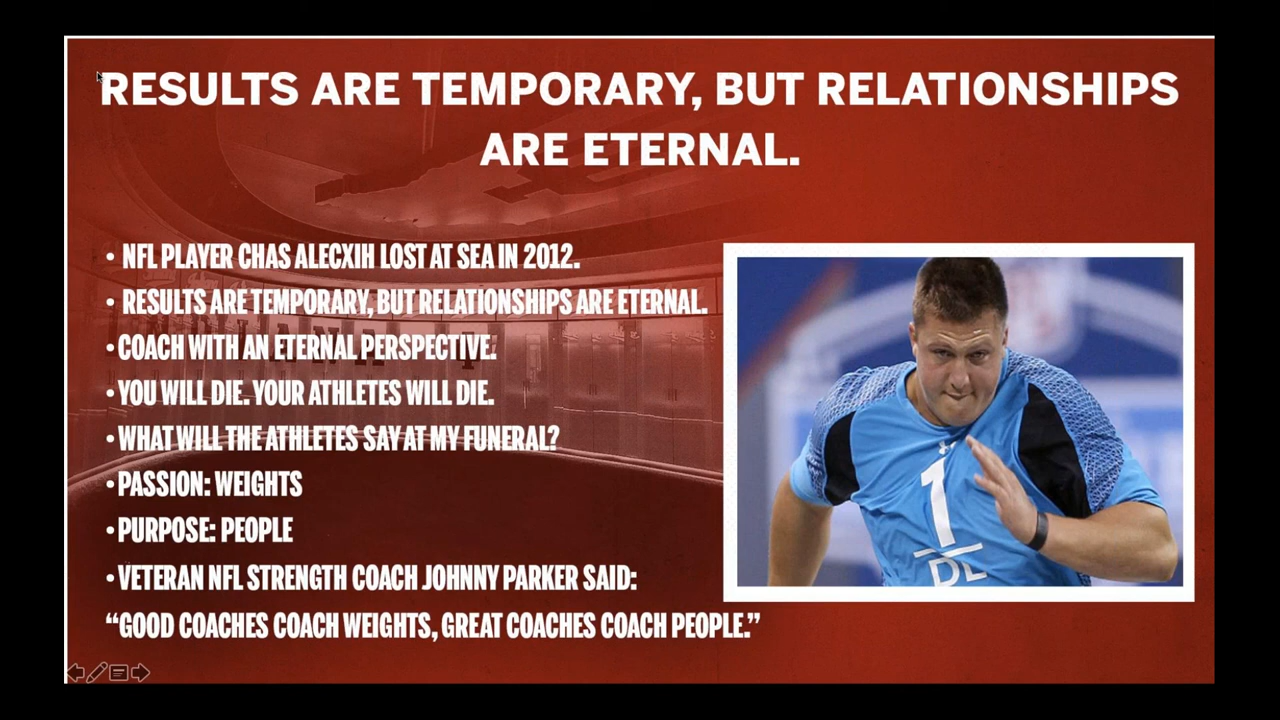 RESULTS ARE TEMPORARY, BUT RELATIONSHIPS
ARE ETERNAL.
• NFL PLAYER CHAS ALECXIH LOST AT SEA IN 2012.
• RESULTS ARE TEMPORARY, BUT RELATIONSHIPS ARE ETERNAL.
• COACH WITH AN ETERNAL PERSPECTIVE.
• YOU WILL DIE. YOUR ATHLETES WILL DIE.
• WHAT WILL THE ATHLETES SAY AT MY FUNERAL?
• PASSION: WEIGHTS
• PURPOSE: PEOPLE
• VETERAN NFL STRENGTH COACH JOHNNY PARKER SAID:
“GOOD COACHES COACH WEIGHTS, GREAT COACHES COACH PEOPLE.”
1
DL